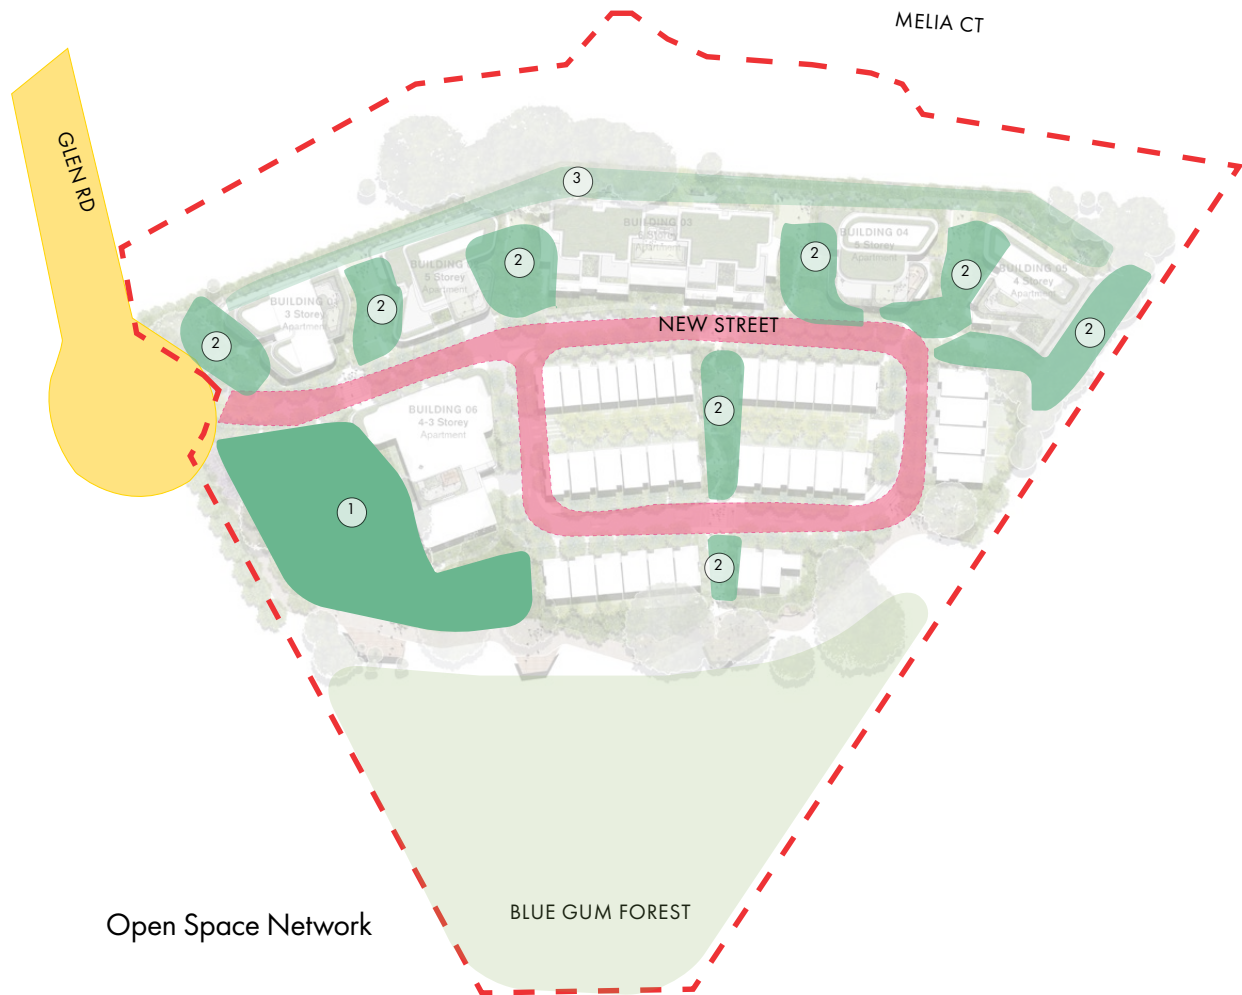 MELIA CT
GLEN RD
3
BUILDING 03
BUILDING 04
5 Storey
Apartment
2
2
2
BUILDING
5 Storey
Apartment
BUILDING 05
4 Storey
Apartment
BUILDING
3 Storey
Apartment
2
2
2
NEW STREET
BUILDING 06
4-3 Storey
Apartment
2
1
2
BLUE GUM FOREST
Open Space Network